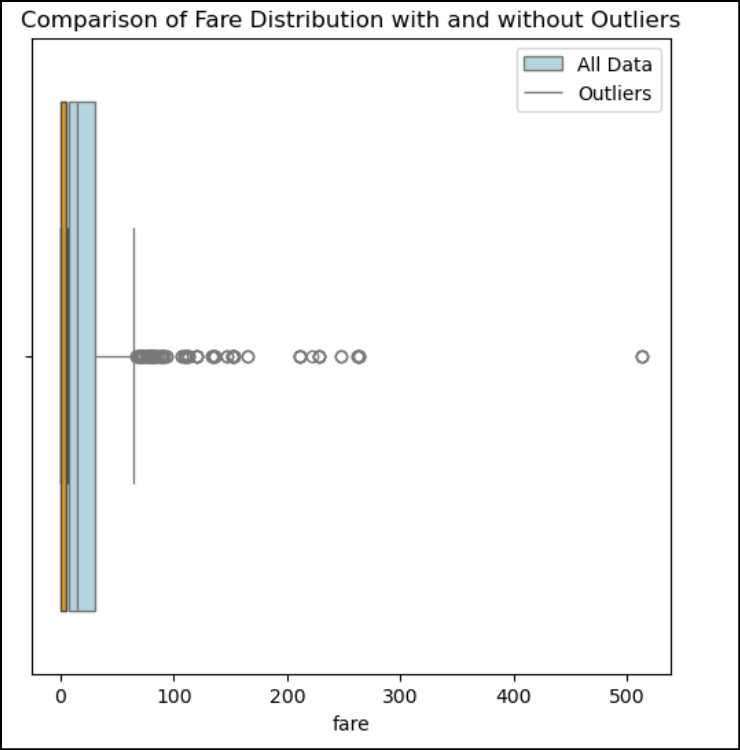 Comparison of Fare Distribution with and without Outliers
All Data
Outliers
0 100 200 300 400 500
fare